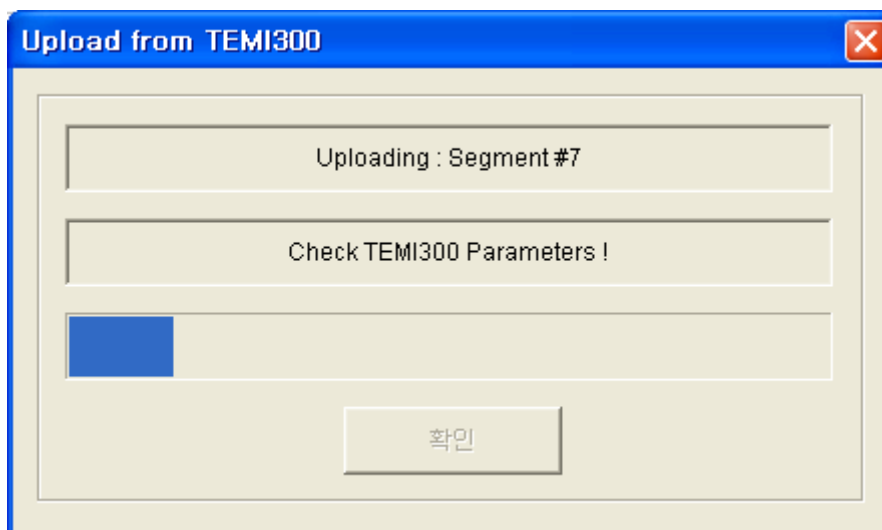 Upload from TEMI300
Uploading : Segment #7
Check TEMI300 Parameters !
확인